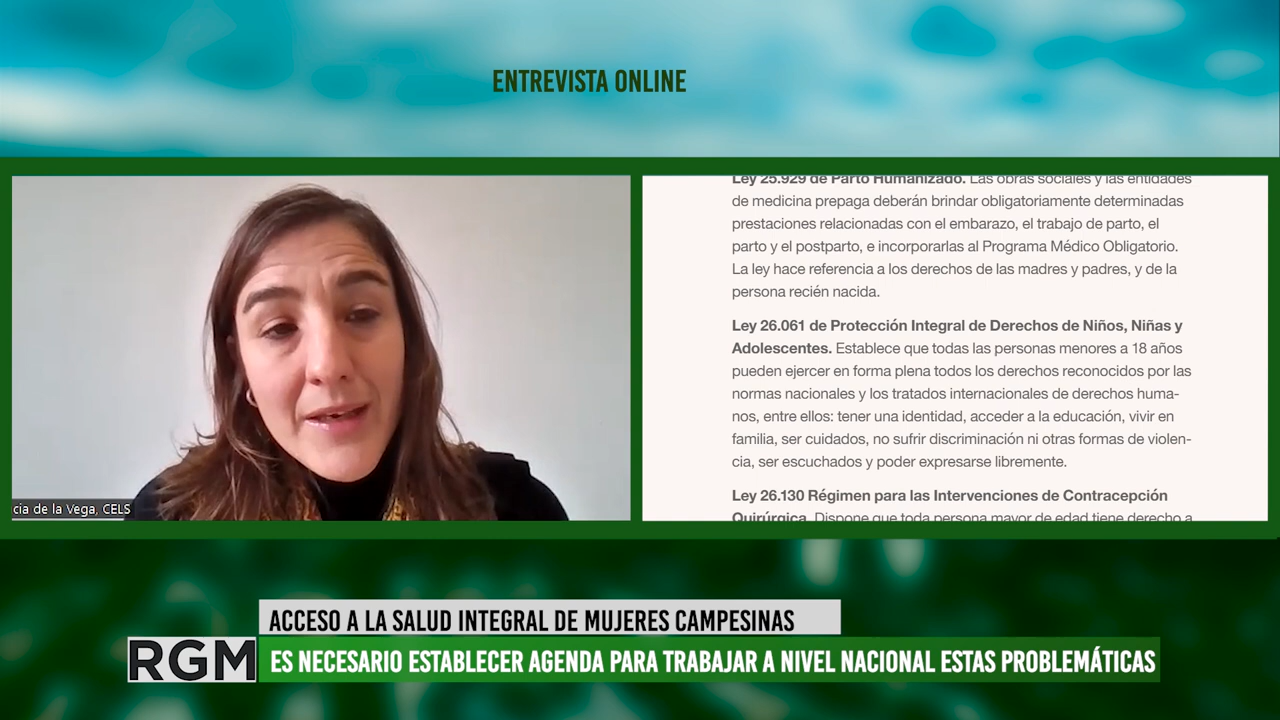 ENTREVISTA ONLINE
cía de la Vega, CELS
Ley 25.929 de Parto Humanizado. Las obras sociales y las entidades
de medicina prepaga deberán brindar obligatoriamente determinadas
prestaciones relacionadas con el embarazo, el trabajo de parto, el
parto y el postparto, e incorporarlas al Programa Médico Obligatorio.
La ley hace referencia a los derechos de las madres y padres, y de la
persona recién nacida.
Ley 26.061 de Protección Integral de Derechos de Niños, Niñas y
Adolescentes. Establece que todas las personas menores a 18 años
pueden ejercer en forma plena todos los derechos reconocidos por las
normas nacionales y los tratados internacionales de derechos huma-
nos, entre ellos: tener una identidad, acceder a la educación, vivir en
familia, ser cuidados, no sufrir discriminación ni otras formas de violen-
cia, ser escuchados y poder expresarse libremente.
Ley 26.130 Régimen para las Intervenciones de Contracepción
Quirúrgica. Dispone que toda persona mayor de edad tiene derecho a
ACCESO A LA SALUD INTEGRAL DE MUJERES CAMPESINAS
RGM
ES NECESARIO ESTABLECER AGENDA PARA TRABAJAR A NIVEL NACIONAL ESTAS PROBLEMÁTICAS